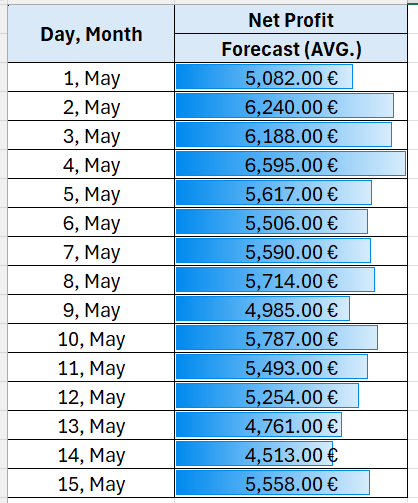 Day, Month
Net Profit
Forecast (AVG.)
1, May 5,082.00 €
2, May 6,240.00 €
3, May 6,188.00 €
4, May 6,595.00 €
5, May 5,617.00 €
6, May 5,506.00 €
7, May 5,590.00 €
8, May 5,714.00 €
9, May 4,985.00 €
10, May 5,787.00 €
11, May 5,493.00 €
12, May 5,254.00 €
13, May 4,761.00 €
14, May 4,513.00 €
15, May 5,558.00 €